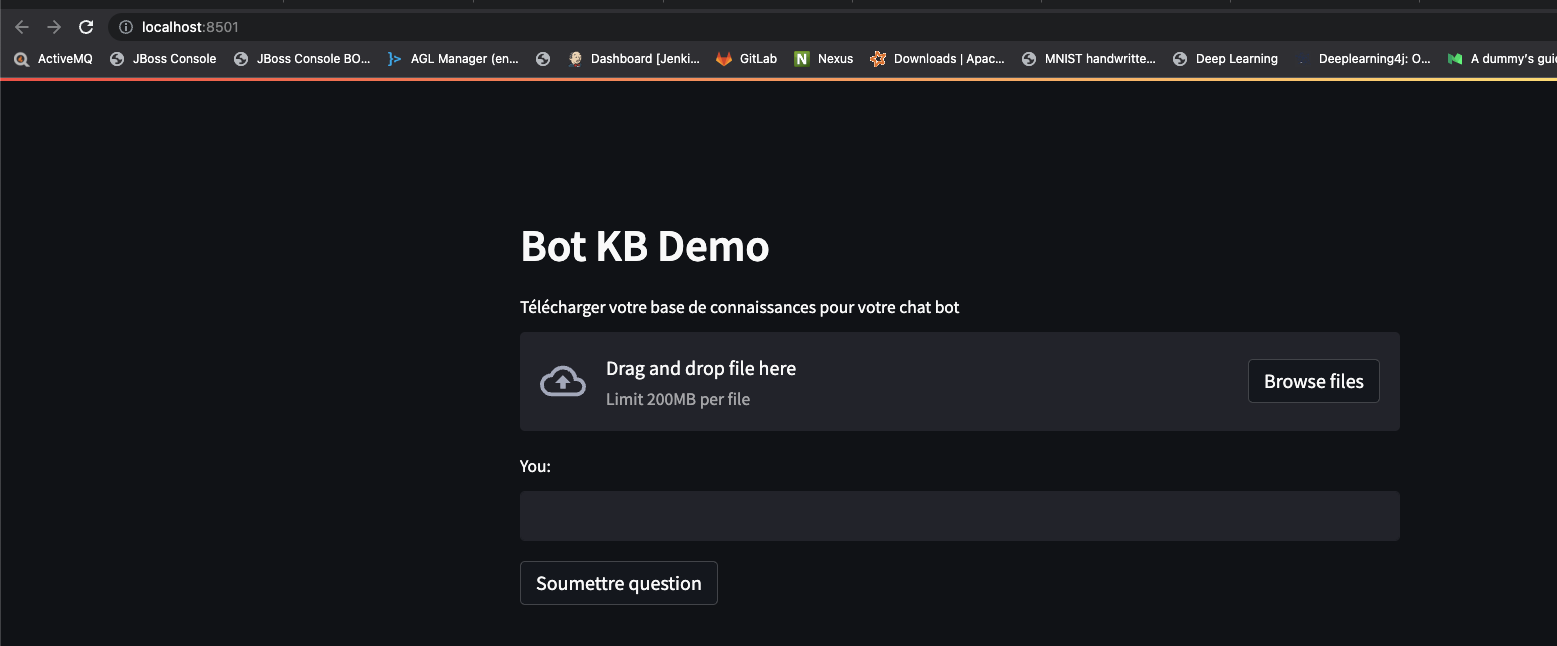 localhost:8501
ActiveMQ JBoss Console JBoss Console BO... AGL Manager (en... Dashboard [Jenki... GitLab Nexus Downloads | Apac... MNIST handwritte... Deep Learning Deeplearning4j: O... A dummy's guid
Bot KB Demo
Télécharger votre base de connaissances pour votre chat bot
Drag and drop file here
Limit 200MB per file
Browse files
You:
Soumettre question